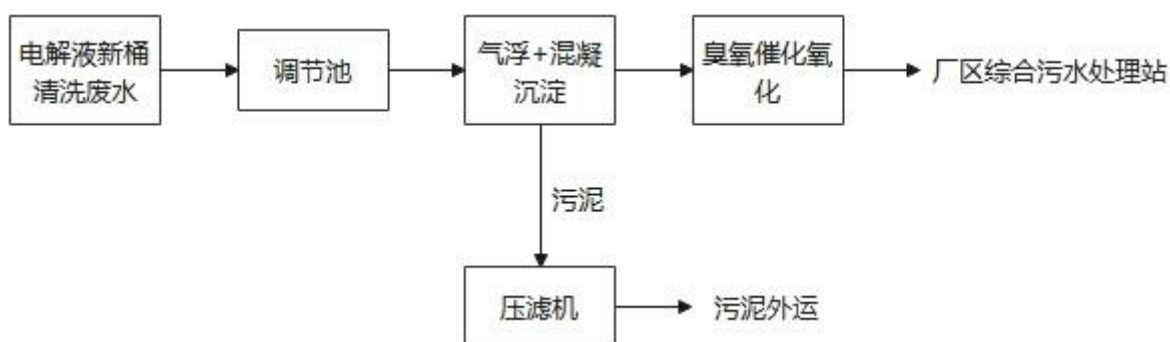 电解液新桶
清洗废水
调节池
气浮+混凝
沉淀
臭氧催化氧
化
厂区综合污水处理站
污泥
压滤机
污泥外运